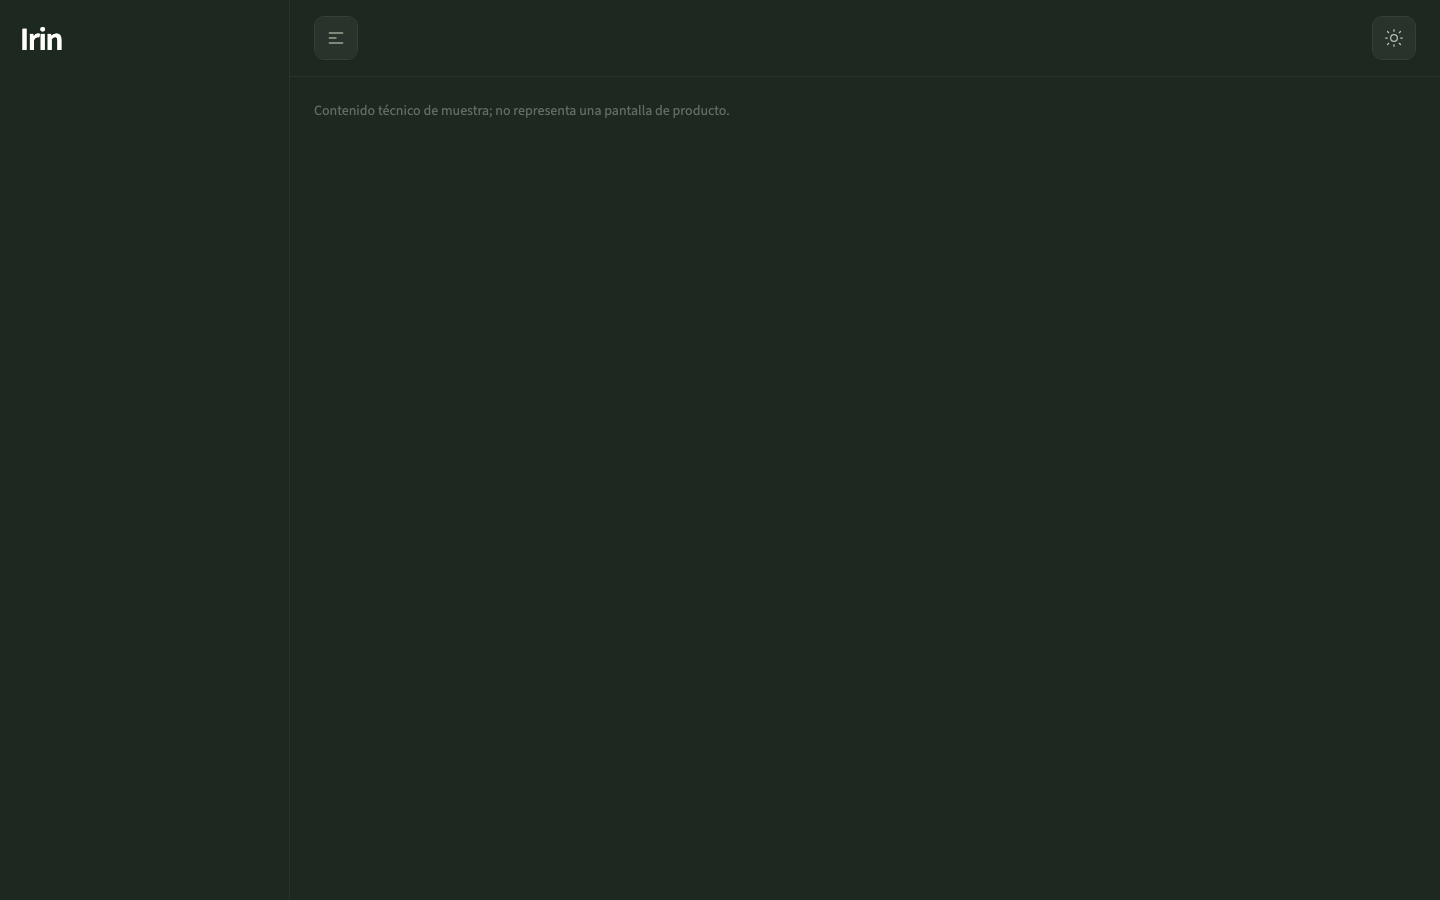 Irin
Contenido técnico de muestra; no representa una pantalla de producto.